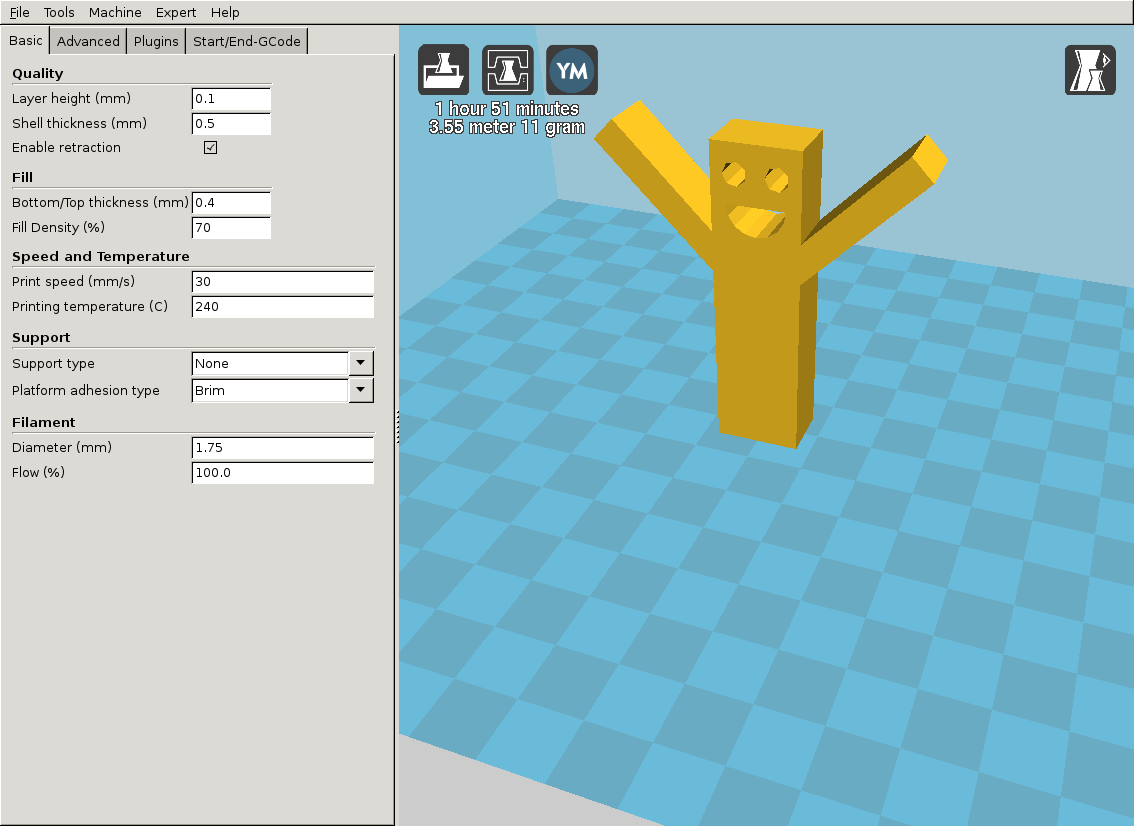 File Tools Machine Expert Help
Basic Advanced Plugins Start/End-GCode
Quality
Layer height (mm) 0.1
Shell thickness (mm) 0.5
Enable retraction
Fill
Bottom/Top thickness (mm) 0.4
Fill Density (%) 70
Speed and Temperature
Print speed (mm/s) 30
Printing temperature (C) 240
Support
Support type None
Platform adhesion type Brim
Filament
Diameter (mm) 1.75
Flow (%) 100.0
YM
1 hour 51 minutes
3.55 meter 11 gram